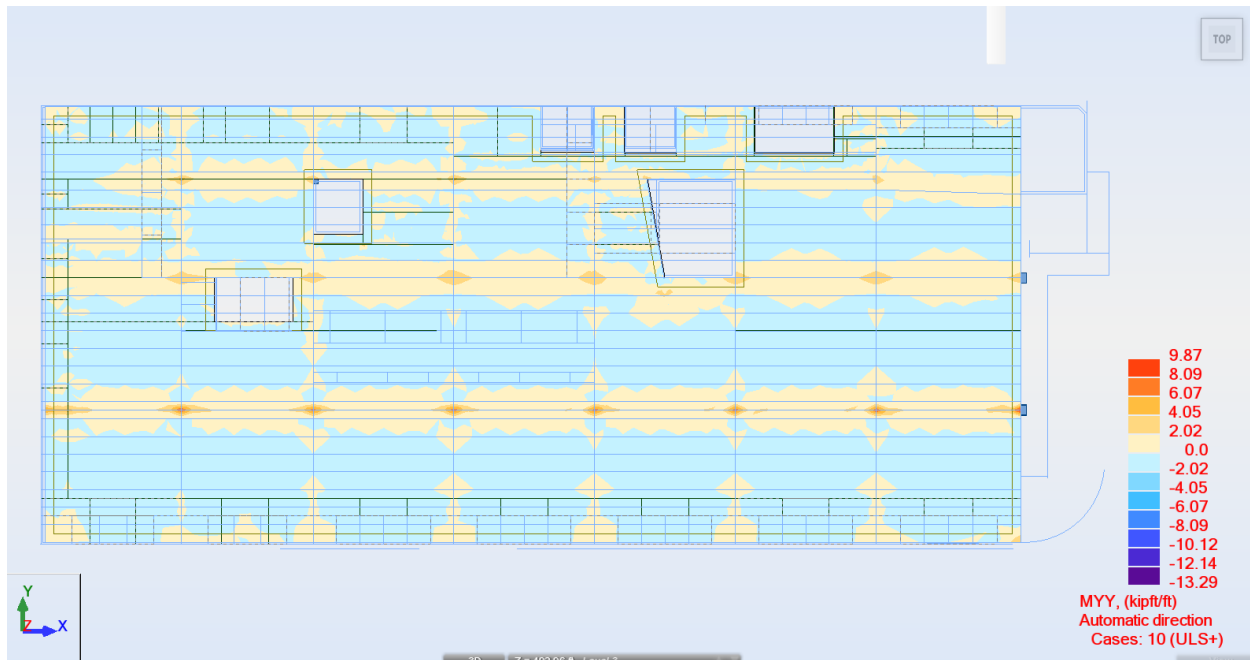 TOP
9.87
8.09
6.07
4.05
2.02
0.0
-2.02
-4.05
-6.07
-8.09
-10.12
-12.14
-13.29
MYY, (kipft/ft)
Automatic direction
Cases: 10 (ULS+)
Y
Z
X